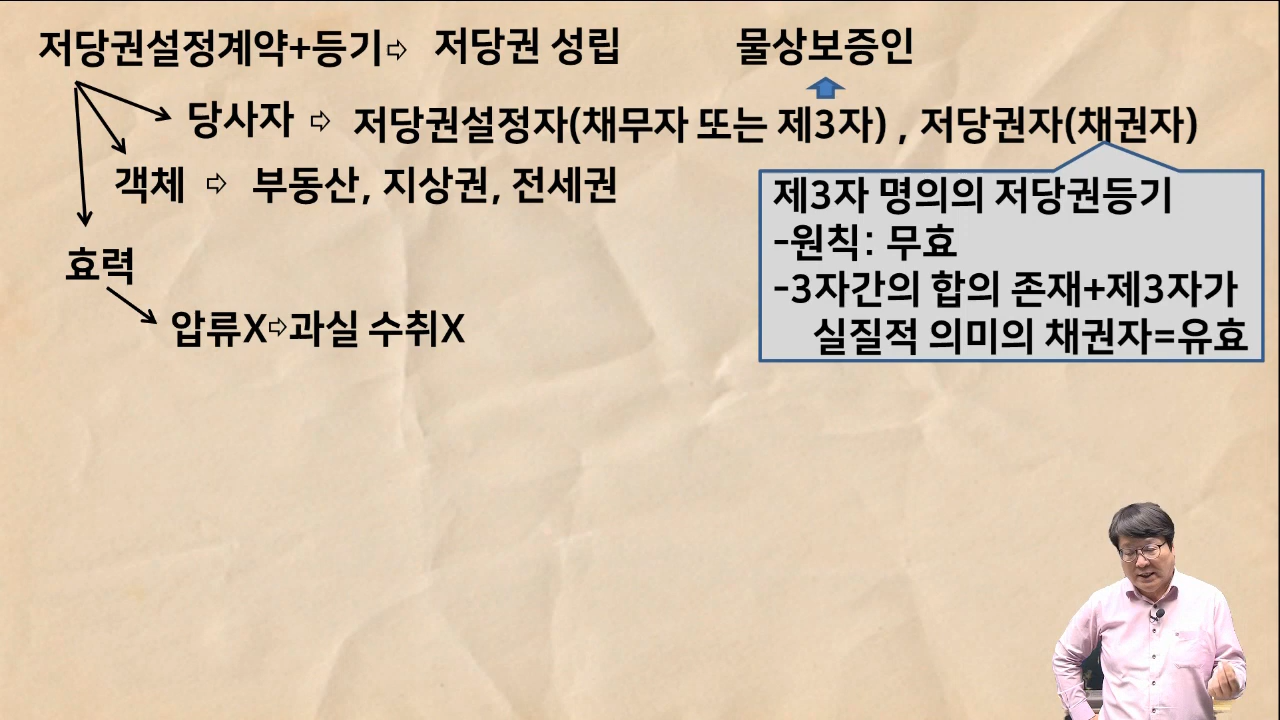 저당권설정계약+등기⇨ 저당권 성립
물상보증인
당사자 ⇨ 저당권설정자(채무자 또는 제3자) , 저당권자(채권자)
객체 ⇨ 부동산, 지상권, 전세권
제3자 명의의 저당권등기
-원칙: 무효
-3자간의 합의 존재+제3자가
실질적 의미의 채권자=유효
효력
압류X⇨과실 수취X